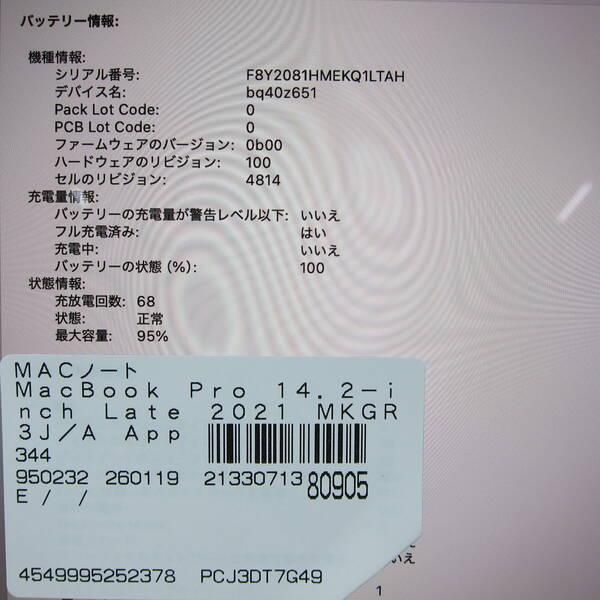 バッテリー情報:
機種情報:
シリアル番号: F8Y2081HMEKQ1LTAH
デバイス名: bq40z651
Pack Lot Code: 0
PCB Lot Code: 0
ファームウェアのバージョン: 0b00
ハードウェアのリビジョン: 100
セルのリビジョン: 4814
充電量情報:
バッテリーの充電量が警告レベル以下: いいえ
フル充電済み: はい
充電中: いいえ
バッテリーの状態 (%): 100
状態情報:
充放電回数: 68
状態: 正常
最大容量: 95%
MACノート
MacBook Pro 14.2-i
nch Late 2021 MKGR
3J/A App
344
950232 260119 21330713 80905
E / /
4549995252378 PCJ3DT7G49
いえ
1